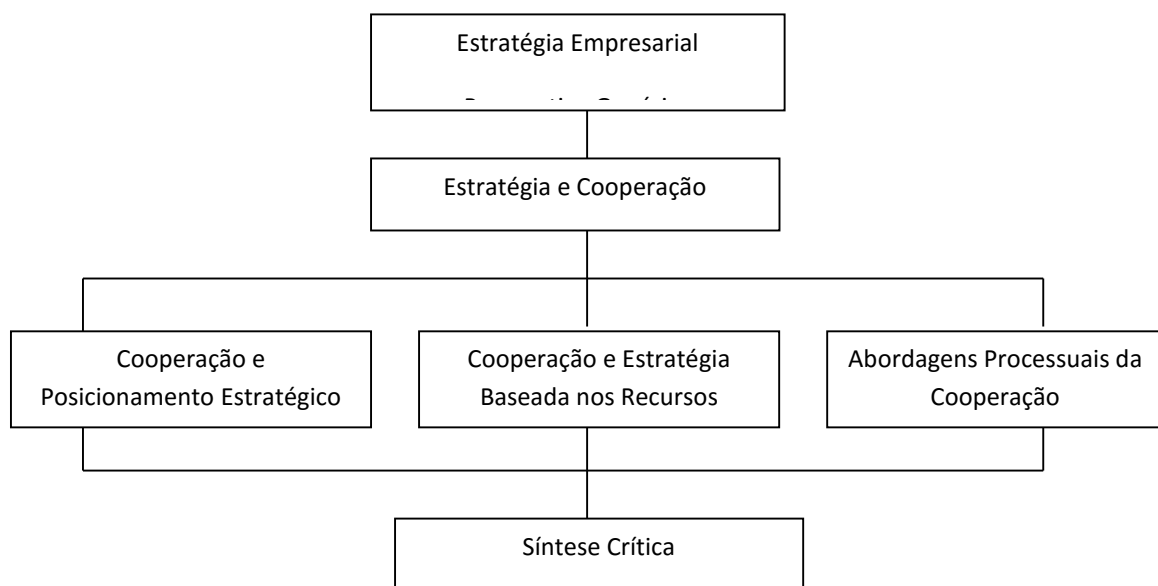 Estratégia Empresarial
Estratégia e Cooperação
Cooperação e
Posicionamento Estratégico
Cooperação e Estratégia
Baseada nos Recursos
Abordagens Processuais da
Cooperação
Síntese Crítica